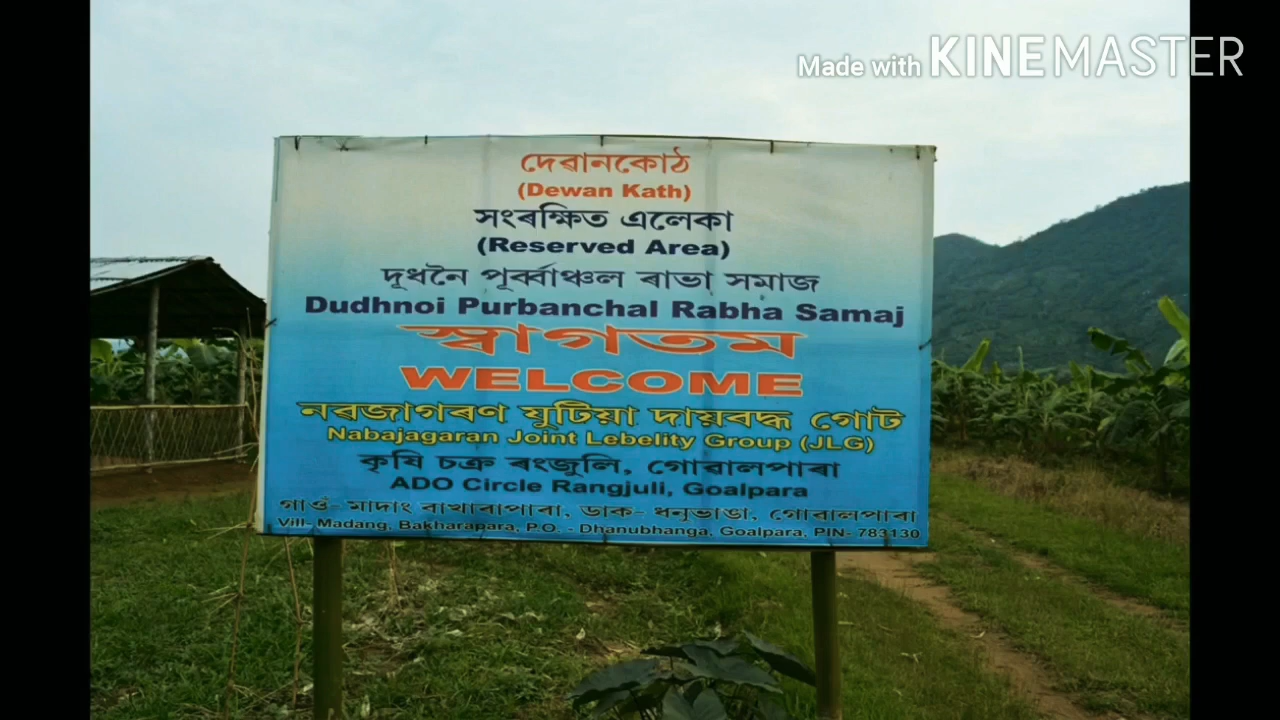 Made with KINEMASTER
দেৱানকোঠ
(Dewan Kath)
সংৰক্ষিত এলেকা
(Reserved Area)
দূধনৈ পূৰ্ব্বাঞ্চল ৰাভা সমাজ
Dudhnoi Purbanchal Rabha Samaj
স্বাগতম
WELCOME
নৱজাগৰণ যুটিয়া দায়বদ্ধ গোট
Nabajagaran Joint Lebelity Group (JLG)
কৃষি চক্ৰ ৰংজুলি, গোৱালপাৰা
ADO Circle Rangjuli, Goalpara
গাওঁ- মাদাং বাখাৰাপাৰা, ডাক- ধনুভাঙা, গোৱালপাৰা
Vill- Madang, Bakharapara, P.O. - Dhanubhanga, Goalpara, PIN- 783130